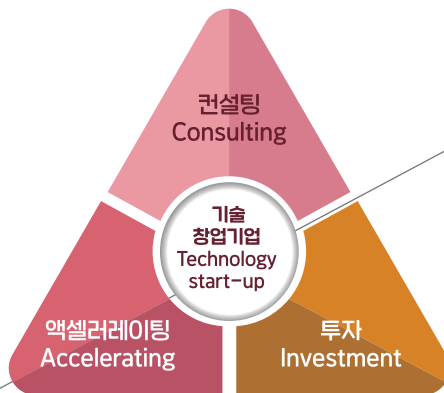 컨설팅
Consulting
기술
창업기업
Technology
start-up
액셀러레이팅
Accelerating
투자
Investment